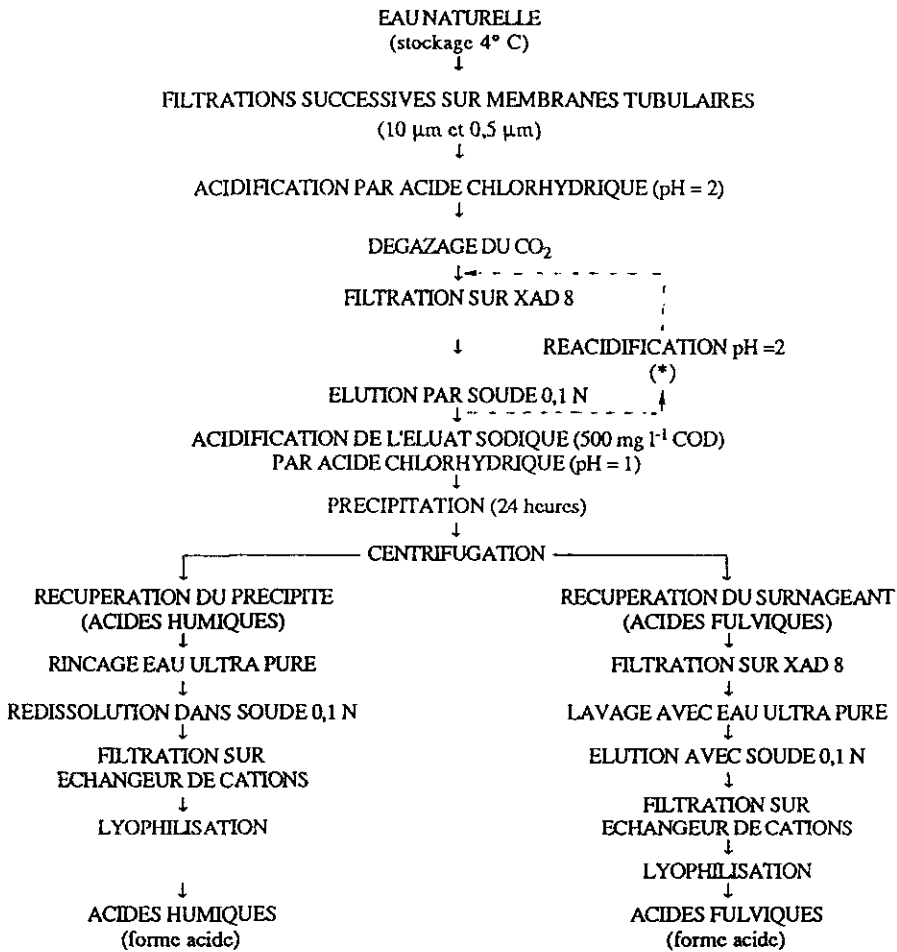 EAU NATURELLE
(stockage 4° C)
↓
FILTRATIONS SUCCESSIVES SUR MEMBRANES TUBULAIRES
(10 µm et 0,5 µm)
↓
ACIDIFICATION PAR ACIDE CHLORHYDRIQUE (pH = 2)
↓
DEGAZAGE DU CO₂
↓
FILTRATION SUR XAD 8
↓
REACIDIFICATION pH =2
(*)
ELUTION PAR SOUDE 0,1 N
↓
ACIDIFICATION DE L'ELUAT SODIQUE (500 mg l⁻¹ COD)
PAR ACIDE CHLORHYDRIQUE (pH = 1)
↓
PRECIPITATION (24 heures)
↓
CENTRIFUGATION
RECUPERATION DU PRECIPITE
(ACIDES HUMIQUES)
↓
RINCAGE EAU ULTRA PURE
↓
REDISSOLUTION DANS SOUDE 0,1 N
↓
FILTRATION SUR
ECHANGEUR DE CATIONS
↓
LYOPHILISATION
↓
ACIDES HUMIQUES
(forme acide)
RECUPERATION DU SURNAGEANT
(ACIDES FULVIQUES)
↓
FILTRATION SUR XAD 8
↓
LAVAGE AVEC EAU ULTRA PURE
↓
ELUTION AVEC SOUDE 0,1 N
↓
FILTRATION SUR
ECHANGEUR DE CATIONS
↓
LYOPHILISATION
↓
ACIDES FULVIQUES
(forme acide)